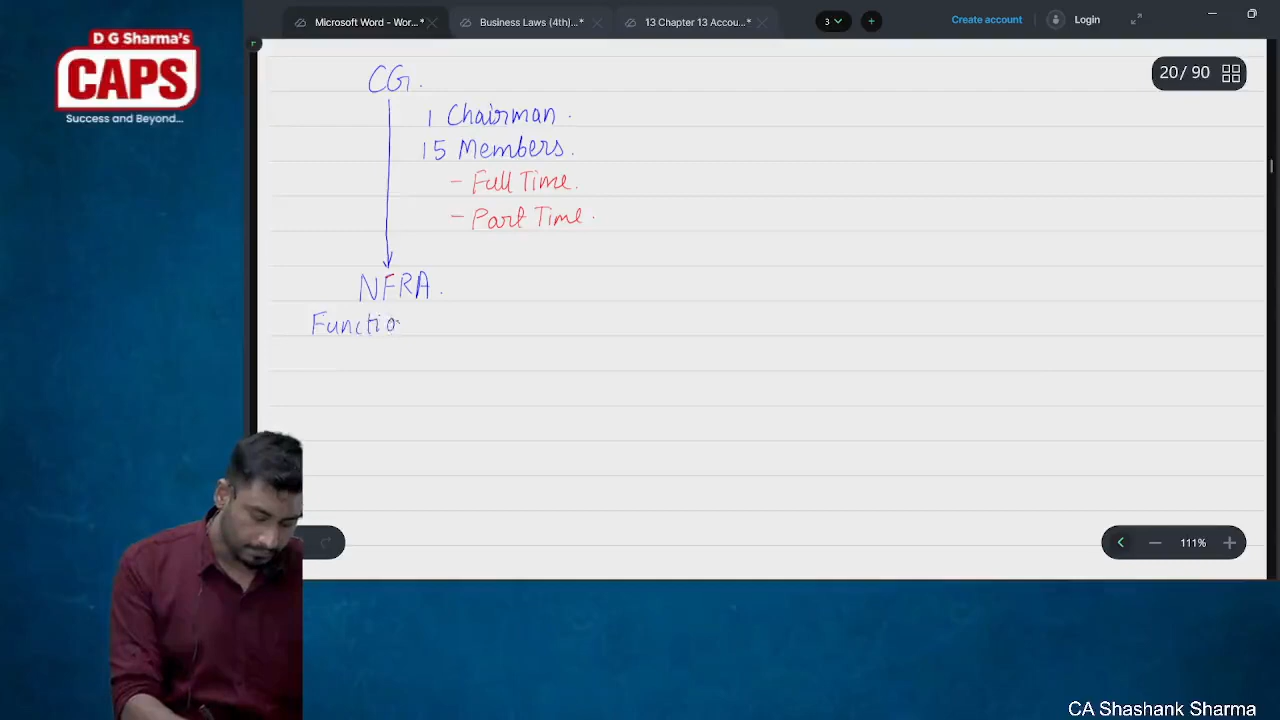 Microsoft Word - Wor...*
Business Laws (4th)...*
13 Chapter 13 Accou...*
3
Create account
Login
D G Sharma's
CAPS
Success and Beyond...
20/ 90
CG.
1 Chairman.
15 Members.
- Full Time.
- Part Time.
NFRA.
Functio
111%
CA Shashank Sharma